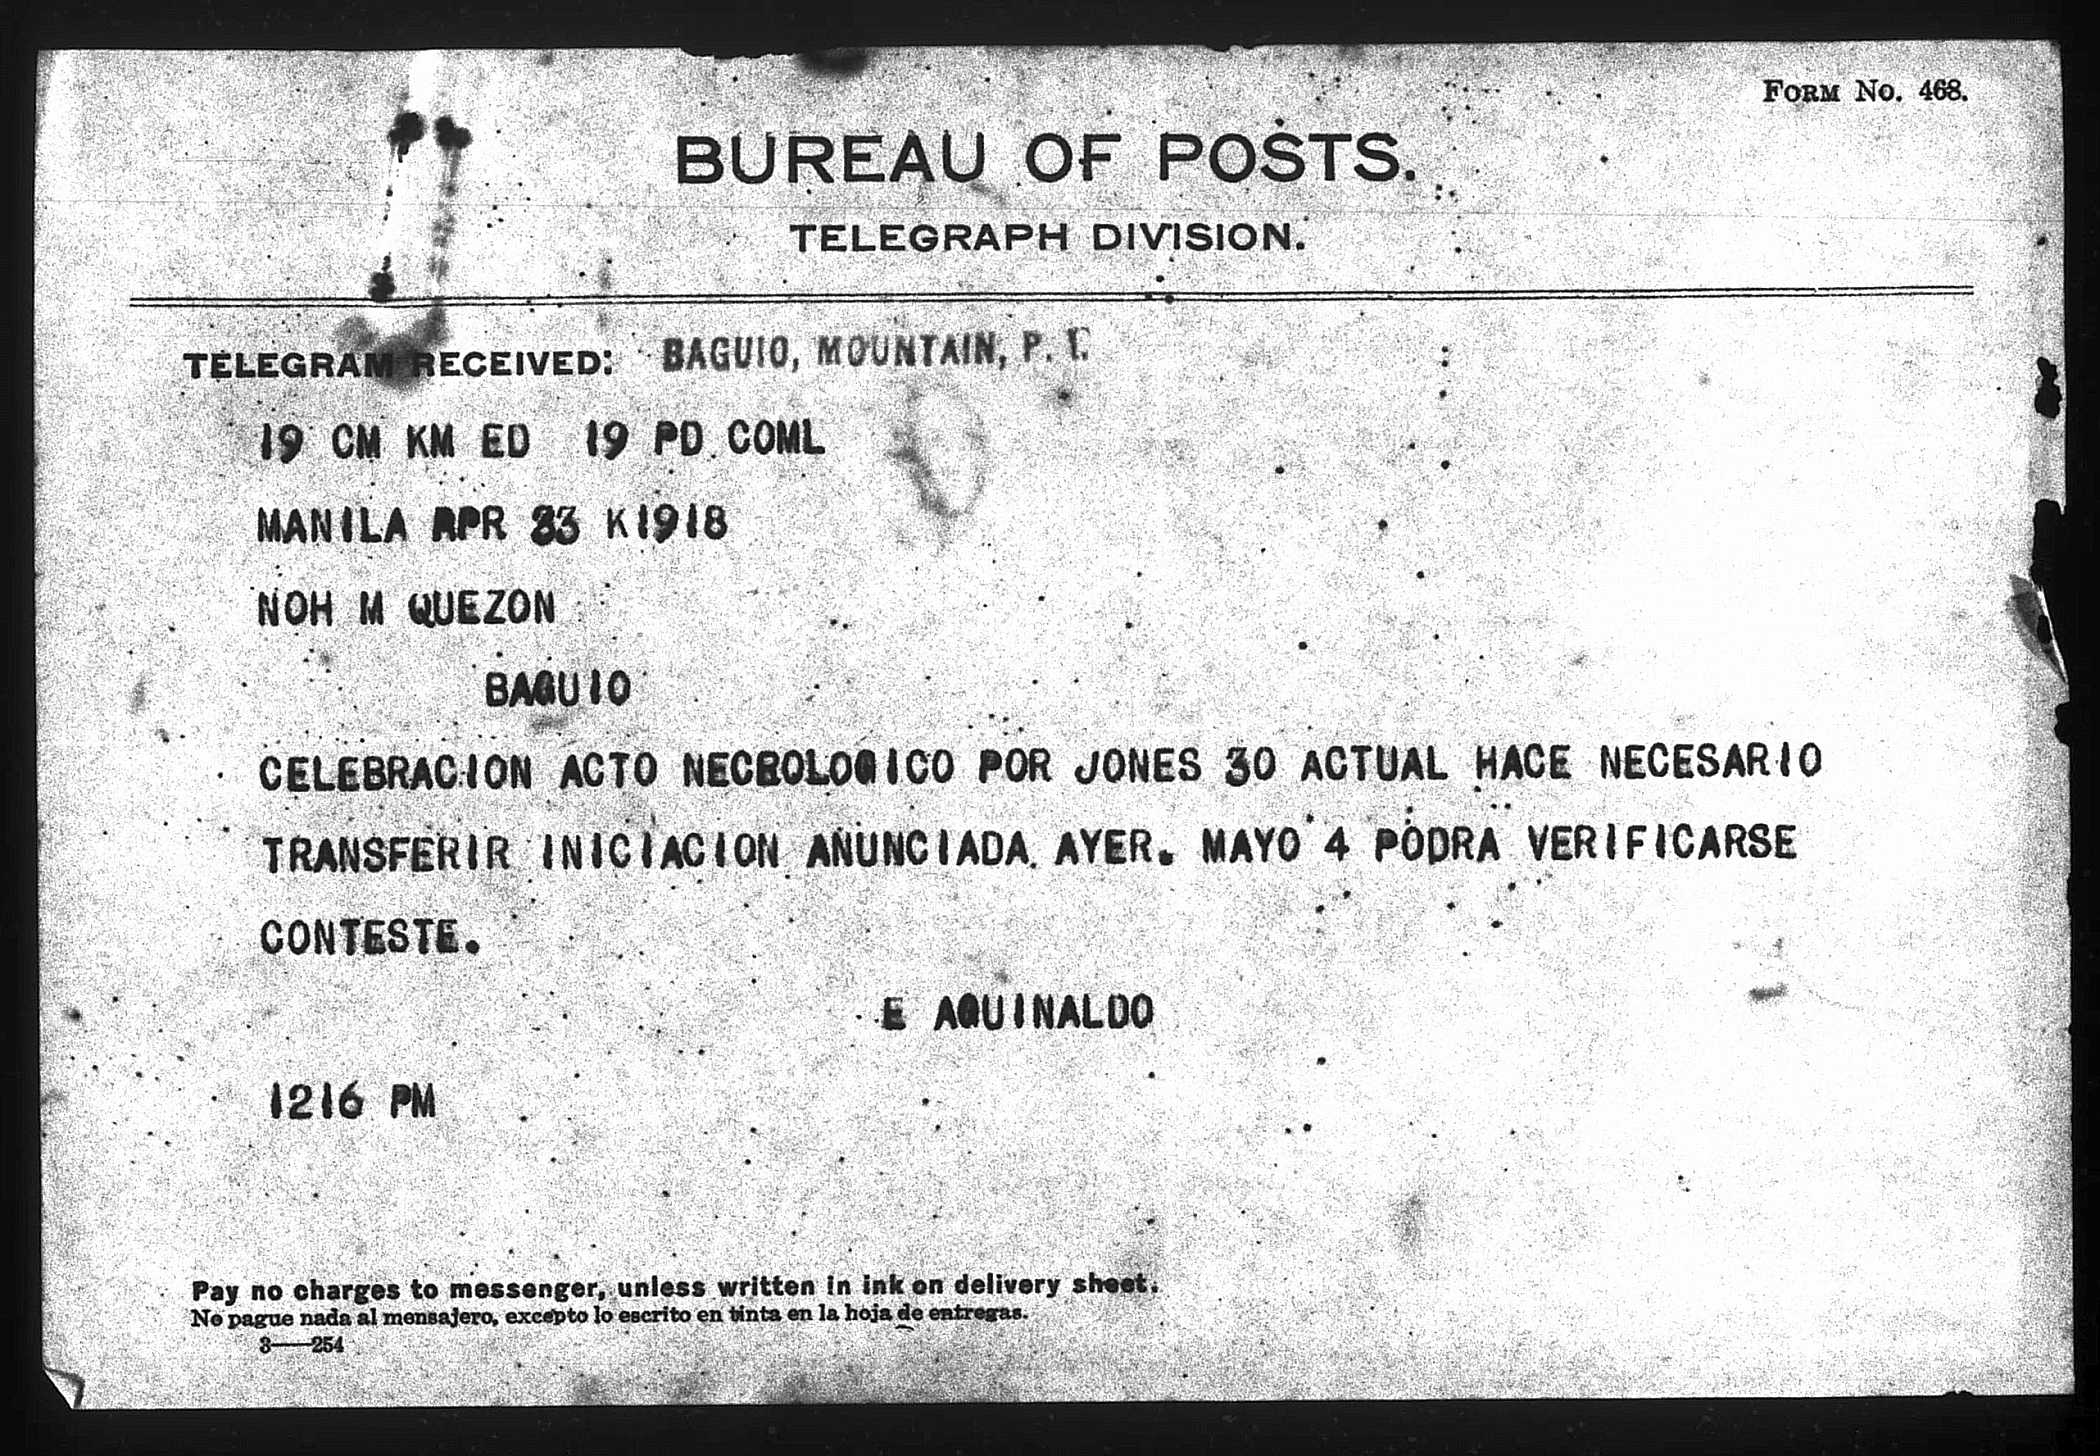 FORM NO. 468.
BUREAU OF POSTS.
TELEGRAPH DIVISION.
TELEGRAM RECEIVED: BAGUIO, MOUNTAIN, P. I.
19 CM KM ED 19 PD COML
MANILA APR 23 K1918
NOH M QUEZON
BAGUIO
CELEBRACION ACTO NECROLOGICO POR JONES 30 ACTUAL HACE NECESARIO
TRANSFERIR INICIACION ANUNCIADA AYER. MAYO 4 PODRA VERIFICARSE
CONTESTE.
E AGUINALDO
1216 PM
Pay no charges to messenger, unless written in ink on delivery sheet.
No pague nada al mensajero, excepto lo escrito en tinta en la hoja de entregas.
3—254